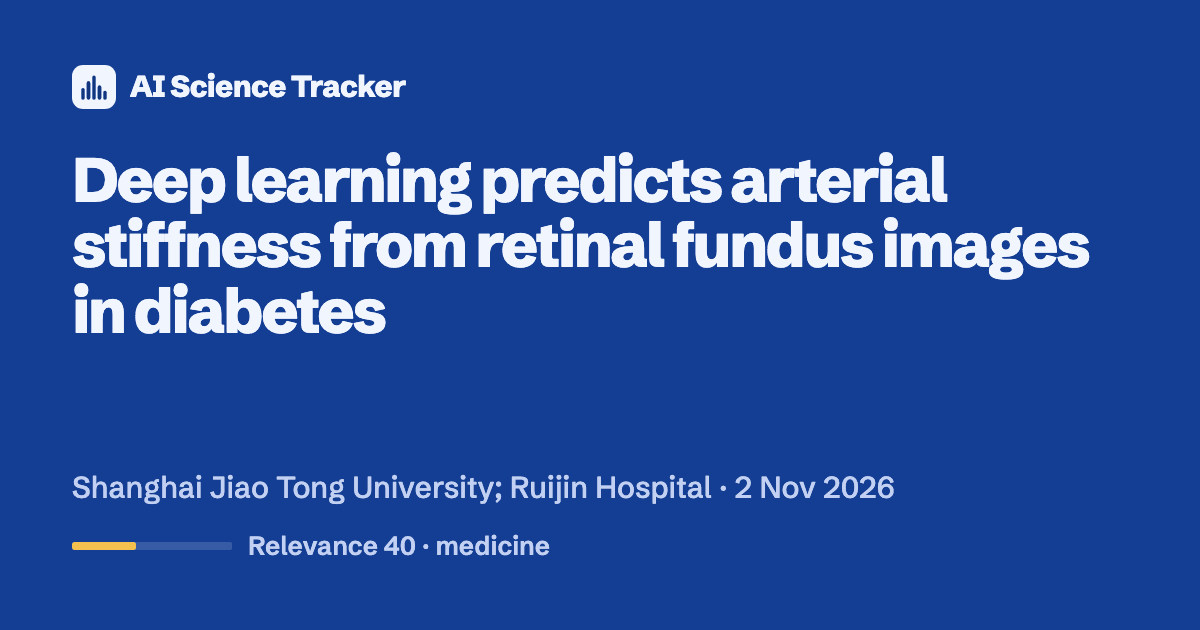 AI Science Tracker
Deep learning predicts arterial
stiffness from retinal fundus images
in diabetes
Shanghai Jiao Tong University; Ruijin Hospital · 2 Nov 2026
Relevance 40 · medicine